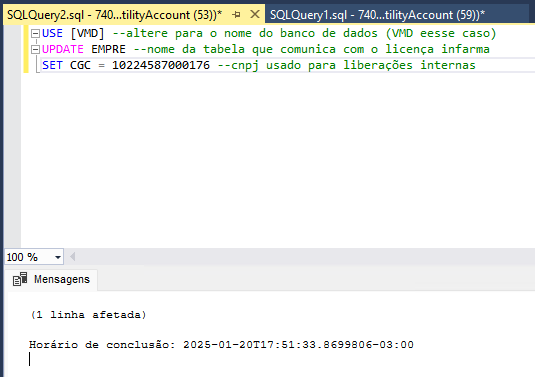 SQLQuery2.sql - 740...tilityAccount (53))* SQLQuery1.sql - 740...tilityAccount (59))*
USE [VMD] --altere para o nome do banco de dados (VMD eesse caso)
UPDATE EMPRE --nome da tabela que comunica com o licença infarma
SET CGC = 10224587000176 --cnpj usado para liberações internas
100 %
Mensagens
(1 linha afetada)
Horário de conclusão: 2025-01-20T17:51:33.8699806-03:00